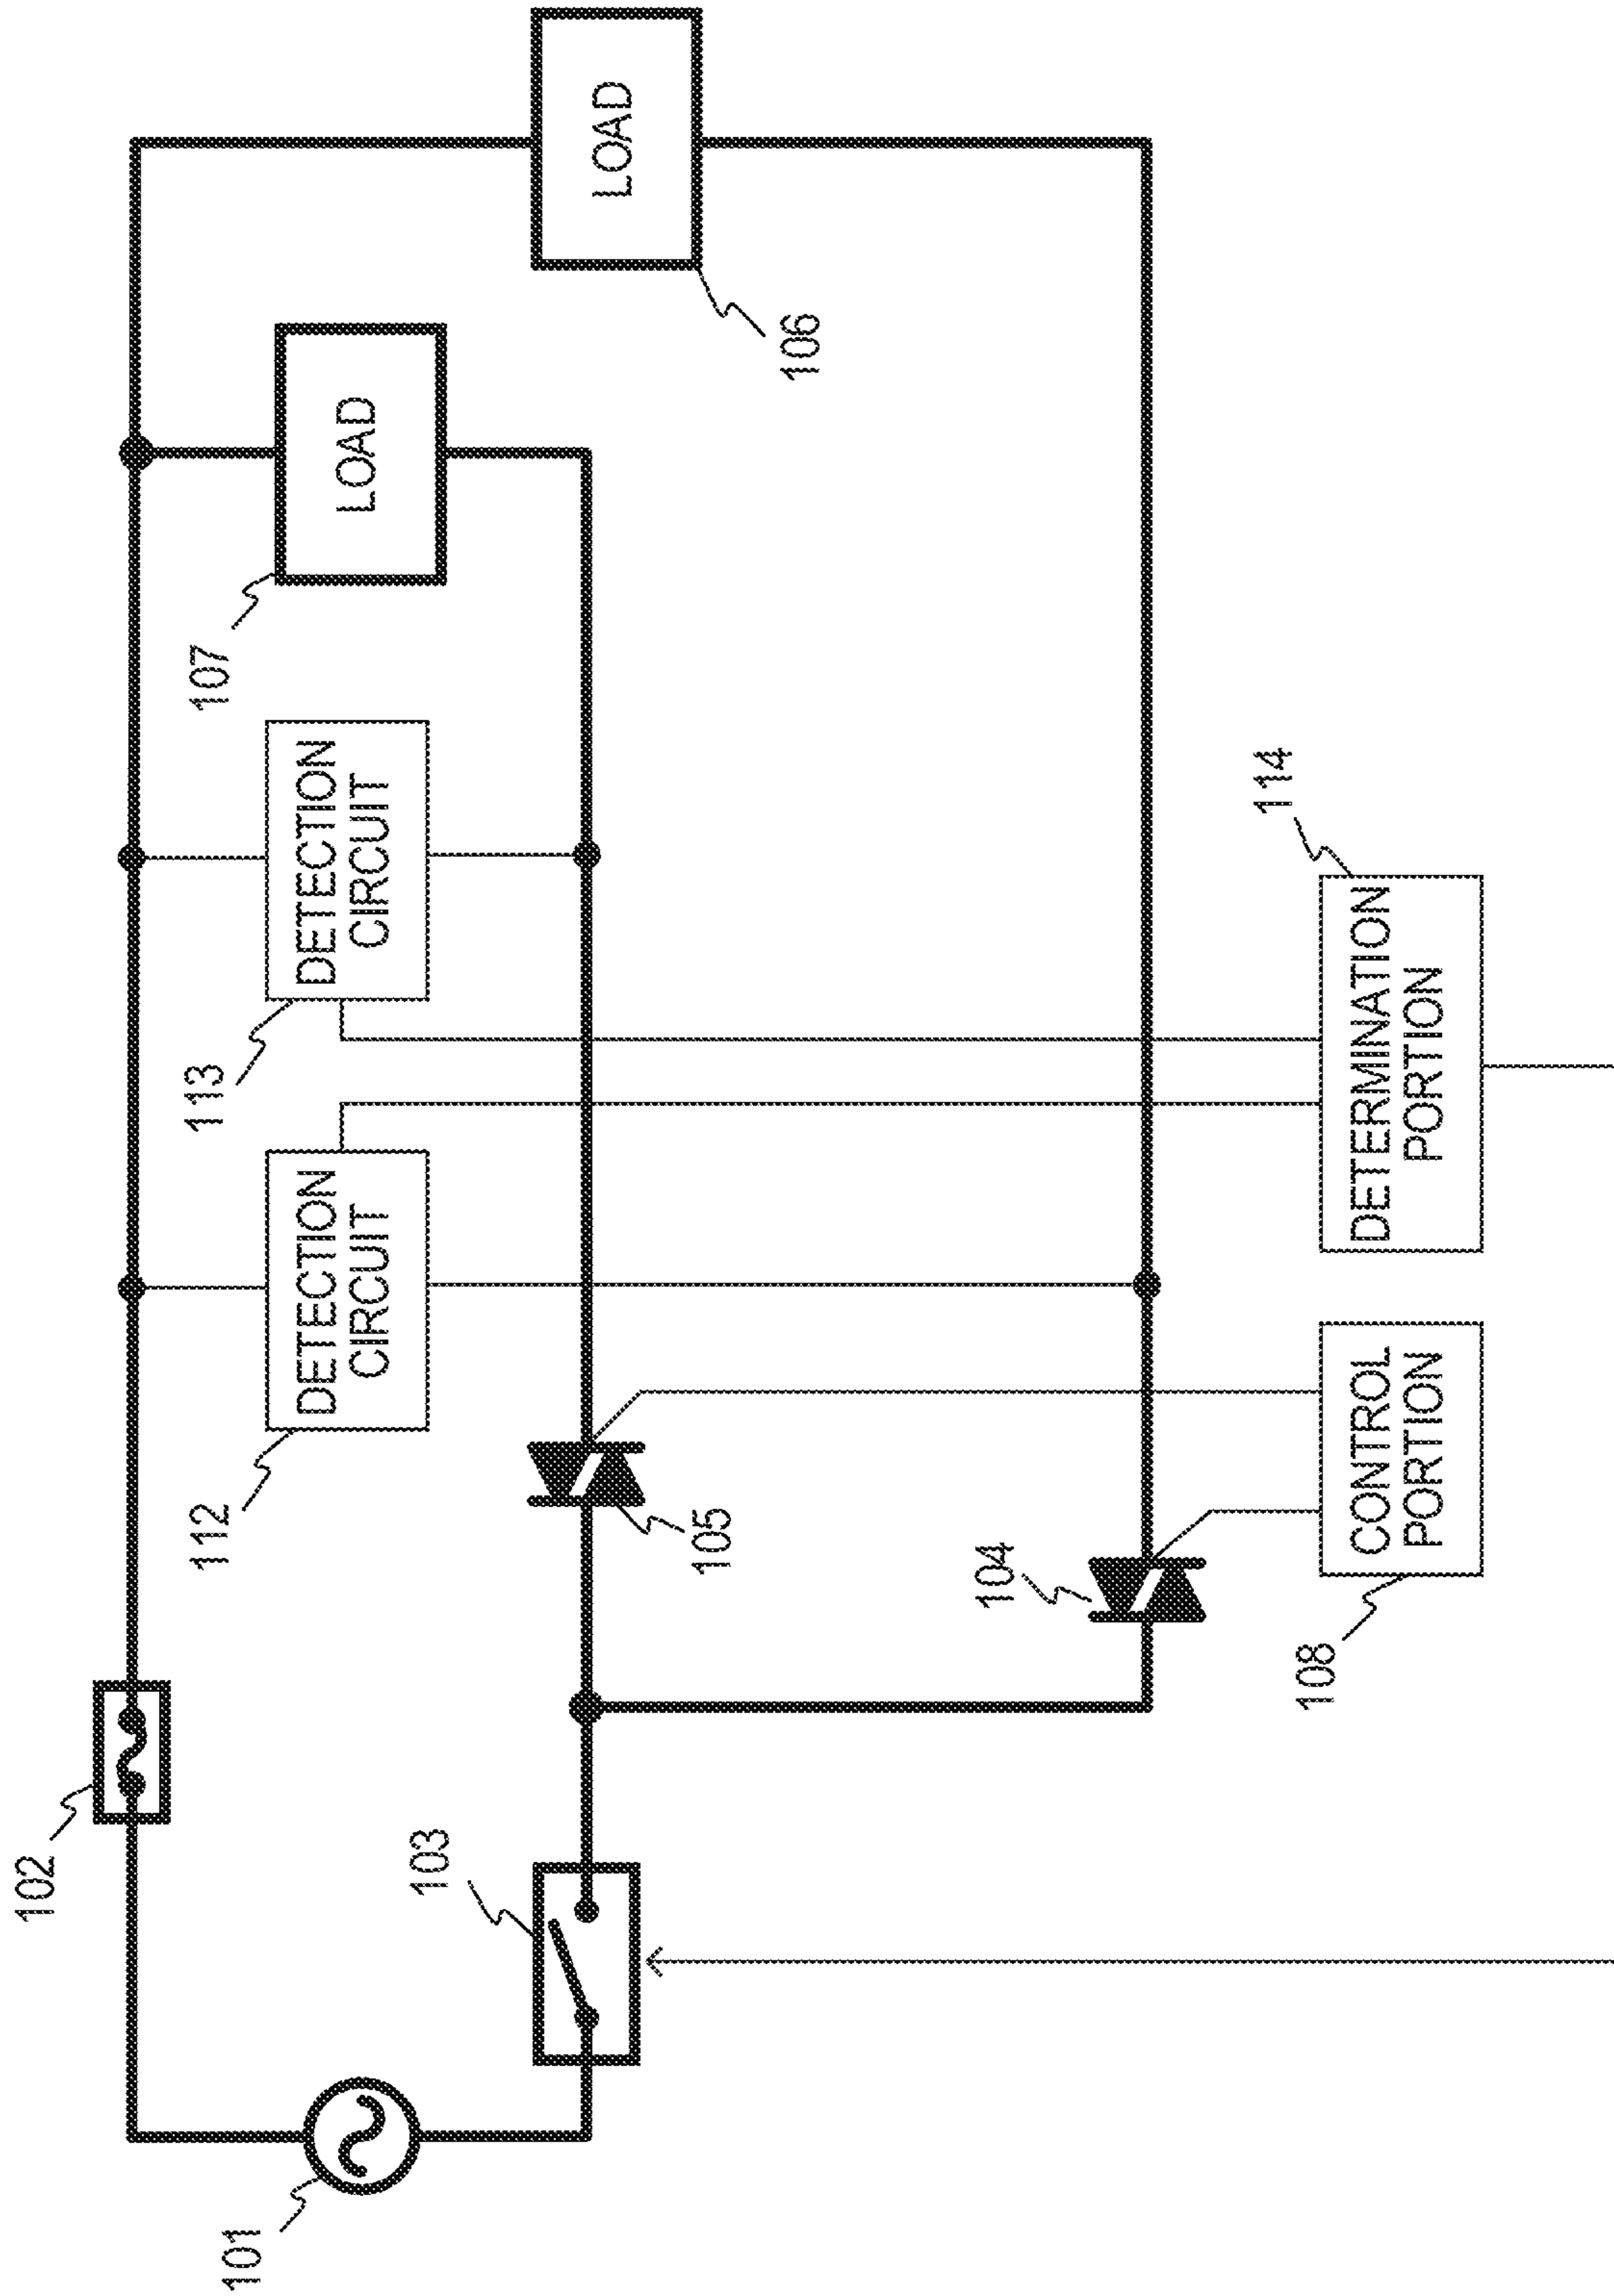 102
101
103
112
113
107
DETECTION
CIRCUIT
DETECTION
CIRCUIT
LOAD
LOAD
106
105
104
108
114
CONTROL
PORTION
DETERMINATION
PORTION